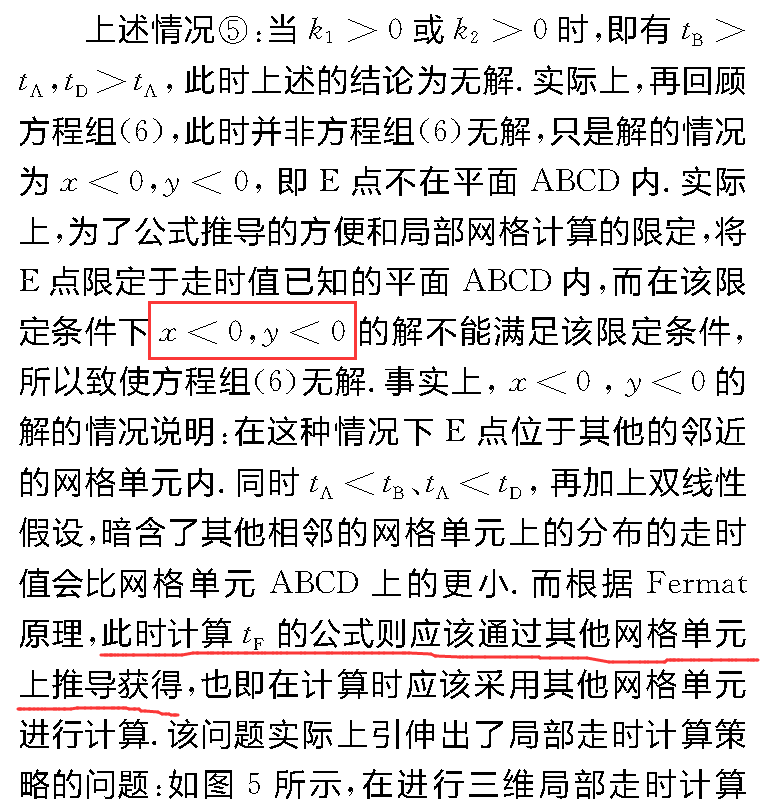 上述情况⑤:当 k₁ > 0 或 k₂ > 0 时,即有 t_B >
t_A,t_D > t_A, 此时上述的结论为无解. 实际上,再回顾
方程组(6),此时并非方程组(6)无解,只是解的情况
为 x < 0,y < 0, 即 E 点不在平面 ABCD 内. 实际
上,为了公式推导的方便和局部网格计算的限定,将
E 点限定于走时值已知的平面 ABCD 内,而在该限
定条件下 x < 0,y < 0 的解不能满足该限定条件,
所以致使方程组(6)无解. 事实上, x < 0 , y < 0 的
解的情况说明:在这种情况下 E 点位于其他的邻近
的网格单元内. 同时 t_A < t_B、t_A < t_D, 再加上双线性
假设,暗含了其他相邻的网格单元上的分布的走时
值会比网格单元 ABCD 上的更小. 而根据 Fermat
原理,此时计算 t_F 的公式则应该通过其他网格单元
上推导获得,也即在计算时应该采用其他网格单元
进行计算. 该问题实际上引伸出了局部走时计算策
略的问题:如图 5 所示,在进行三维局部走时计算